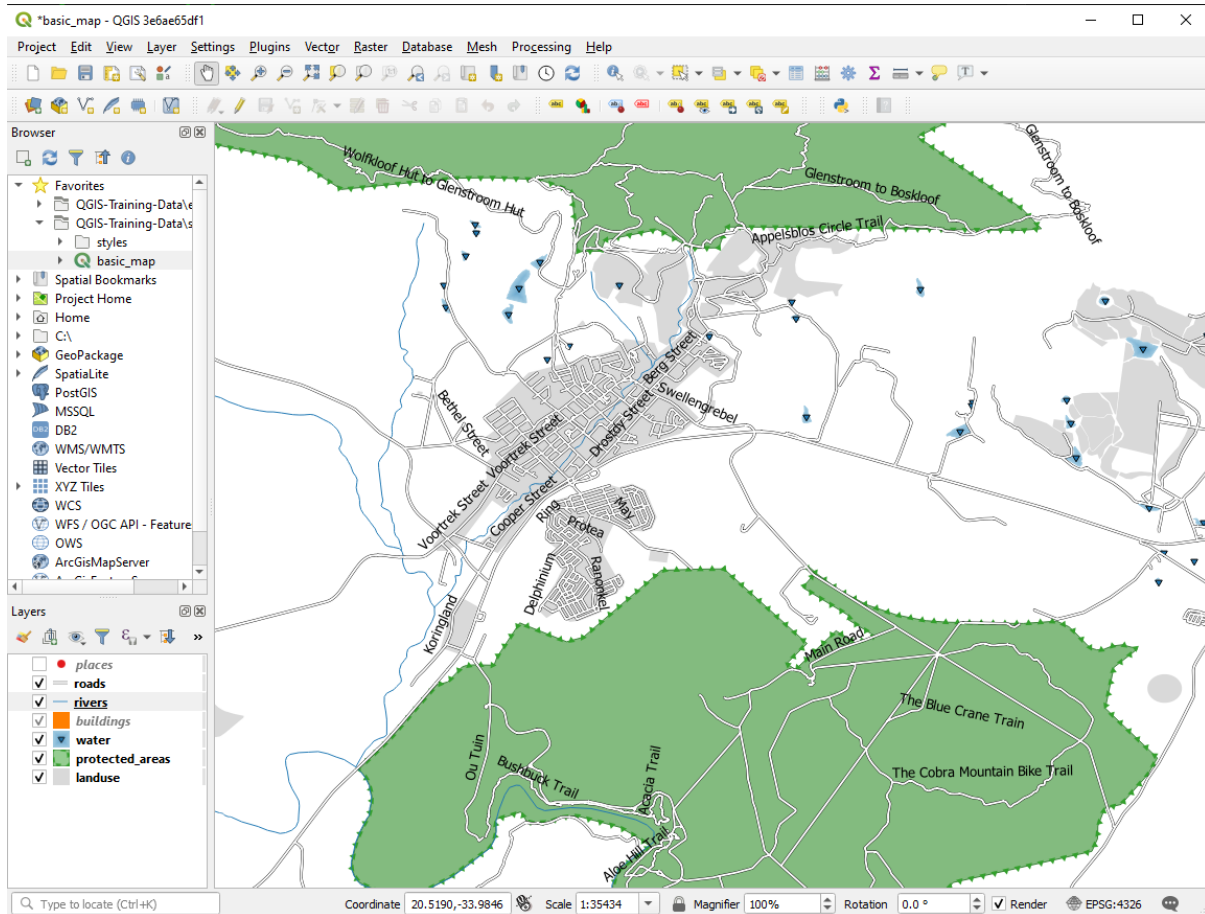 *basic_map - QGIS 3e6ae65df1
Project Edit View Layer Settings Plugins Vector Raster Database Mesh Processing Help
Browser
Favorites
QGIS-Training-Data\e
QGIS-Training-Data\s
styles
basic_map
Spatial Bookmarks
Project Home
Home
C:\
GeoPackage
SpatiaLite
PostGIS
MSSQL
DB2
WMS/WMTS
Vector Tiles
XYZ Tiles
WCS
WFS / OGC API - Feature
OWS
ArcGisMapServer
Layers
places
roads
rivers
buildings
water
protected_areas
landuse
Wolfkloof Hut to Glenstroom Hut
Glenstroom to Boskloof
Glenstroom to Boskloof
Appelsblos Circle Trail
Berg Street
Swellengrebel
Bethel Street
Drostdy Street
Voortrek Street
Voortrek Street
Cooper Street
Ring
May
Protea
Delphinium
Ranonkel
Koringland
Main Road
The Blue Crane Train
The Cobra Mountain Bike Trail
Ou Tuin
Bushbuck Trail
Acacia Trail
Aloe Hill Trail
Type to locate (Ctrl+K) Coordinate 20.5190,-33.9846 Scale 1:35434 Magnifier 100% Rotation 0.0 ° Render EPSG:4326